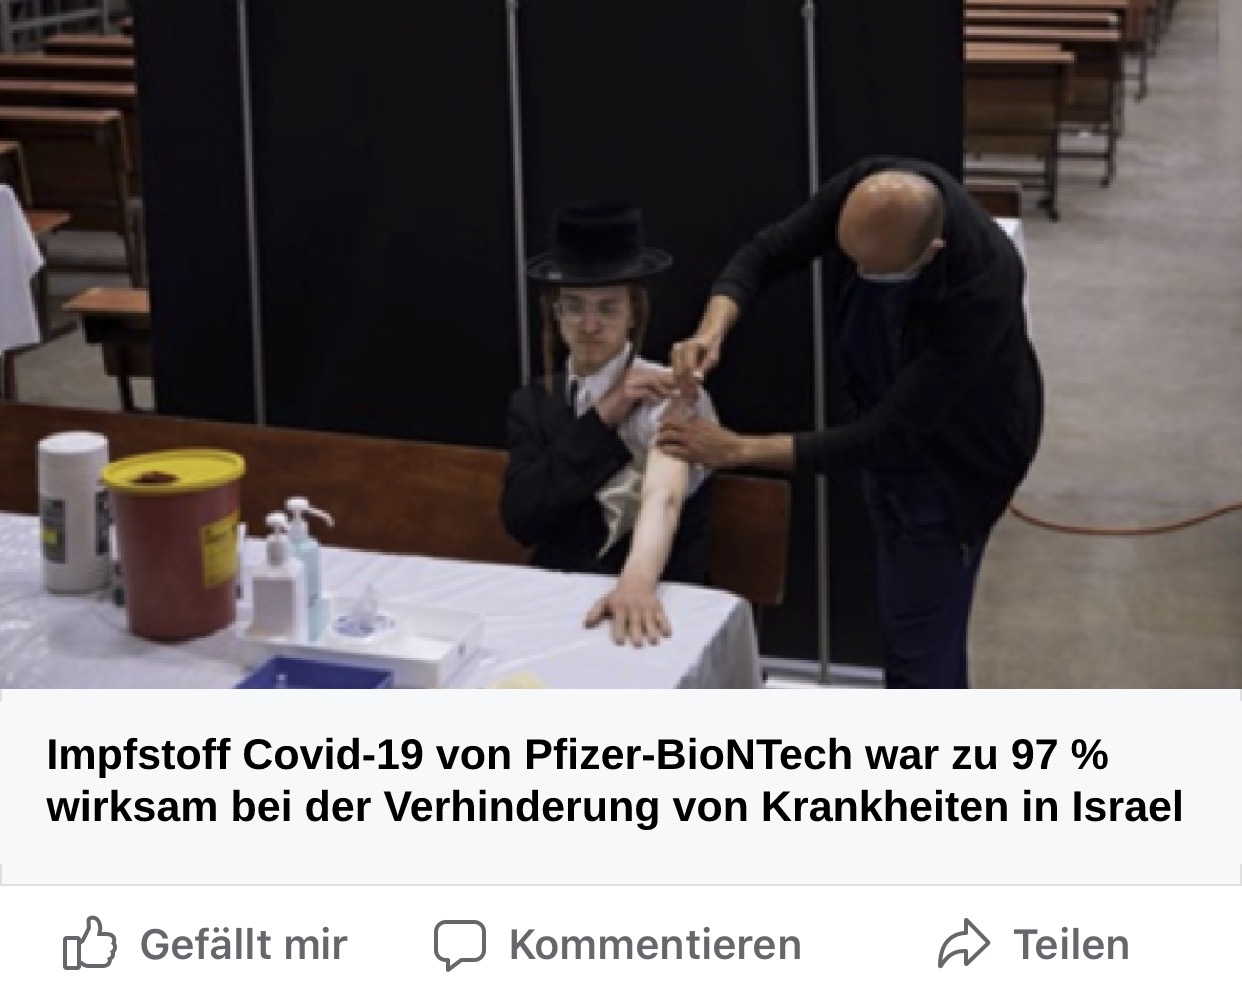 Impfstoff Covid-19 von Pfizer-BioNTech war zu 97 %
wirksam bei der Verhinderung von Krankheiten in Israel
Gefällt mir
Kommentieren
Teilen